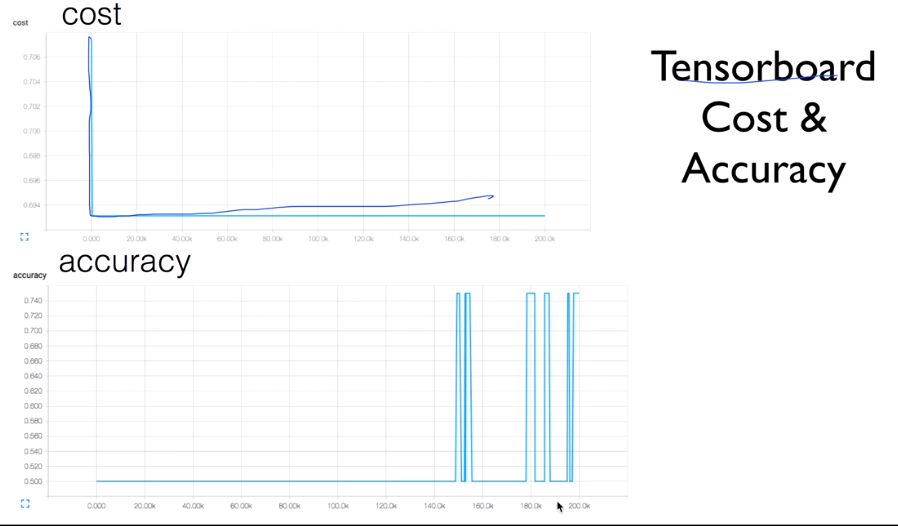 cost
cost
0.706
0.704
0.702
0.700
0.698
0.696
0.694
0.000 20.00k 40.00k 60.00k 80.00k 100.0k 120.0k 140.0k 160.0k 180.0k 200.0k
Tensorboard
Cost &
Accuracy
accuracy
accuracy
0.740
0.720
0.700
0.680
0.660
0.640
0.620
0.600
0.580
0.560
0.540
0.520
0.500
0.000 20.00k 40.00k 60.00k 80.00k 100.0k 120.0k 140.0k 160.0k 180.0k 200.0k